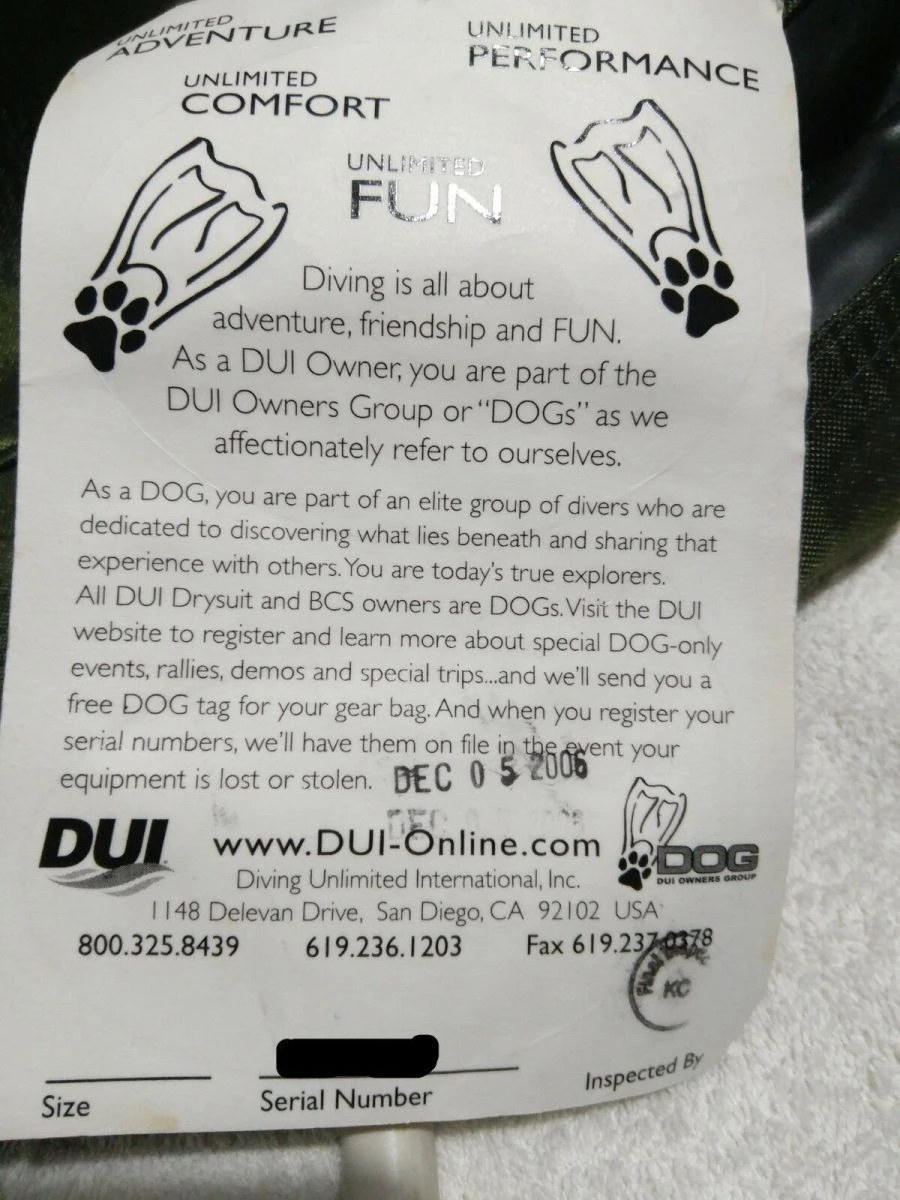 UNLIMITED
ADVENTURE
UNLIMITED
PERFORMANCE
UNLIMITED
COMFORT
UNLIMITED
FUN
Diving is all about
adventure, friendship and FUN.
As a DUI Owner, you are part of the
DUI Owners Group or "DOGs" as we
affectionately refer to ourselves.
As a DOG, you are part of an elite group of divers who are
dedicated to discovering what lies beneath and sharing that
experience with others. You are today's true explorers.
All DUI Drysuit and BCS owners are DOGs. Visit the DUI
website to register and learn more about special DOG-only
events, rallies, demos and special trips...and we'll send you a
free DOG tag for your gear bag. And when you register your
serial numbers, we'll have them on file in the event your
equipment is lost or stolen.
DEC 05 2006
DUI
www.DUI-Online.com
DOG
DUI OWNERS GROUP
Diving Unlimited International, Inc.
1148 Delevan Drive, San Diego, CA 92102 USA
800.325.8439 619.236.1203 Fax 619.237.0378
Final
KC
Size
Serial Number
Inspected By